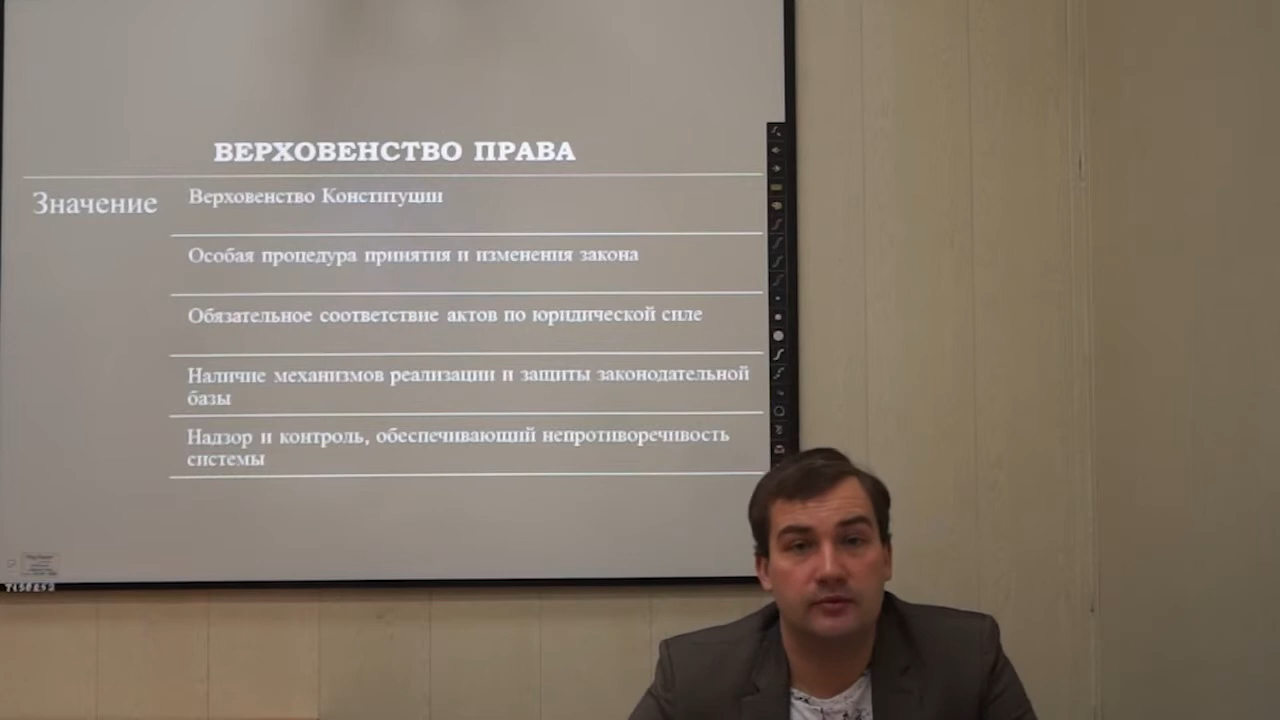 ВЕРХОВЕНСТВО ПРАВА
Значение
Верховенство Конституции
Особая процедура принятия и изменения закона
Обязательное соответствие актов по юридической силе
Наличие механизмов реализации и защиты законодательной
базы
Надзор и контроль, обеспечивающий непротиворечивость
системы